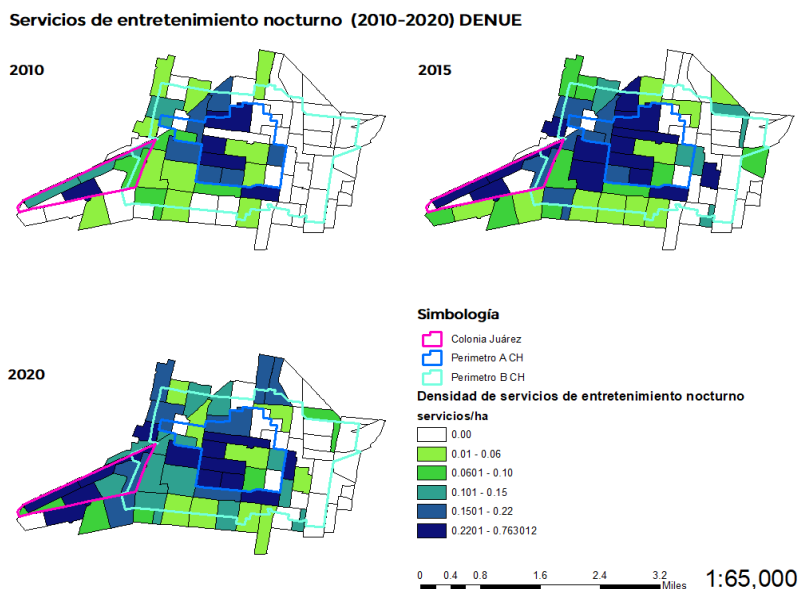 Servicios de entretenimiento nocturno (2010-2020) DENUE
2010
2015
2020
Simbología
Colonia Juárez
Perimetro A CH
Perimetro B CH
Densidad de servicios de entretenimiento nocturno
servicios/ha
0.00
0.01 - 0.06
0.0601 - 0.10
0.101 - 0.15
0.1501 - 0.22
0.2201 - 0.763012
0 0.4 0.8 1.6 2.4 3.2 Miles
1:65,000